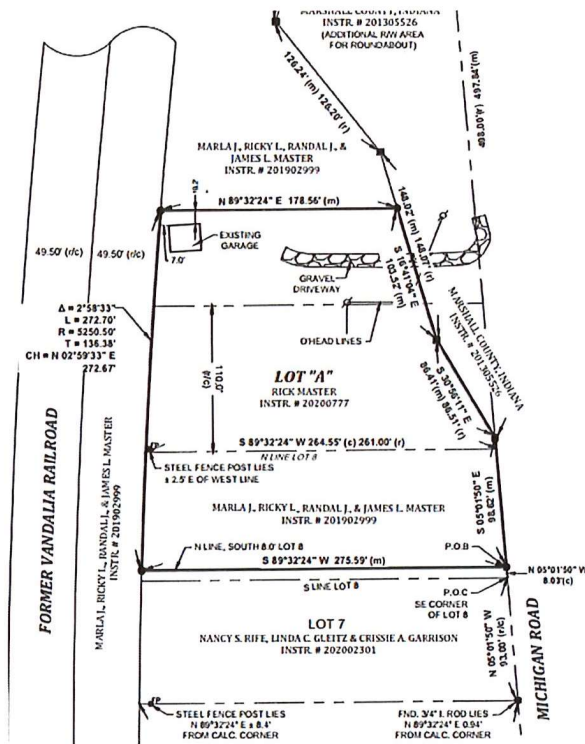 MARSHALL COUNTY, INDIANA
INSTR. # 201305526
(ADDITIONAL R/W AREA
FOR ROUNDABOUT)
126.24' (m) 126.20' (r)
498.00'(r) 497.84'(m)
MARLA J., RICKY L., RANDAL J., &
JAMES L. MASTER
INSTR. # 201902999
N 89°32'24" E 178.56' (m)
148.02' (m) 148.07' (r)
S 16°41'04" E
103.52' (m)
EXISTING
GARAGE
7.0'
49.50' (r/c)
49.50' (r/c)
GRAVEL
DRIVEWAY
Δ = 2°58'33"
L = 272.70'
R = 5250.50'
T = 136.38'
CH = N 02°59'33" E
272.67'
O'HEAD LINES
MARSHALL COUNTY, INDIANA
INSTR. # 201305526
110.0'
(r/c)
LOT "A"
RICK MASTER
INSTR. # 20200777
S 30°56'11" E
86.41'(m) 86.51'(r)
S 89°32'24" W 264.55' (c) 261.00' (r)
N LINE LOT 8
STEEL FENCE POST LIES
± 2.5' E OF WEST LINE
MARLA J., RICKY L., RANDAL J., & JAMES L. MASTER
INSTR. # 201902999
S 05°01'50" E
98.62' (m)
N LINE, SOUTH 8.0' LOT 8
P.O.B
S 89°32'24" W 275.59' (m)
N 05°01'50" W
8.03'(c)
S LINE LOT 8
P.O.C
SE CORNER
OF LOT 8
LOT 7
NANCY S. RIFE, LINDA C. GLEITZ & CRISSIE A. GARRISON
INSTR. # 202002301
N 05°01'50" W
93.00' (r/c)
FORMER VANDALIA RAILROAD
MARLA J., RICKY L., RANDAL J., & JAMES L. MASTER
INSTR. # 201902999
MICHIGAN ROAD
STEEL FENCE POST LIES
N 89°32'24" E ± 8.4'
FROM CALC. CORNER
FND. 3/4" I. ROD LIES
N 89°32'24" E 0.94'
FROM CALC. CORNER